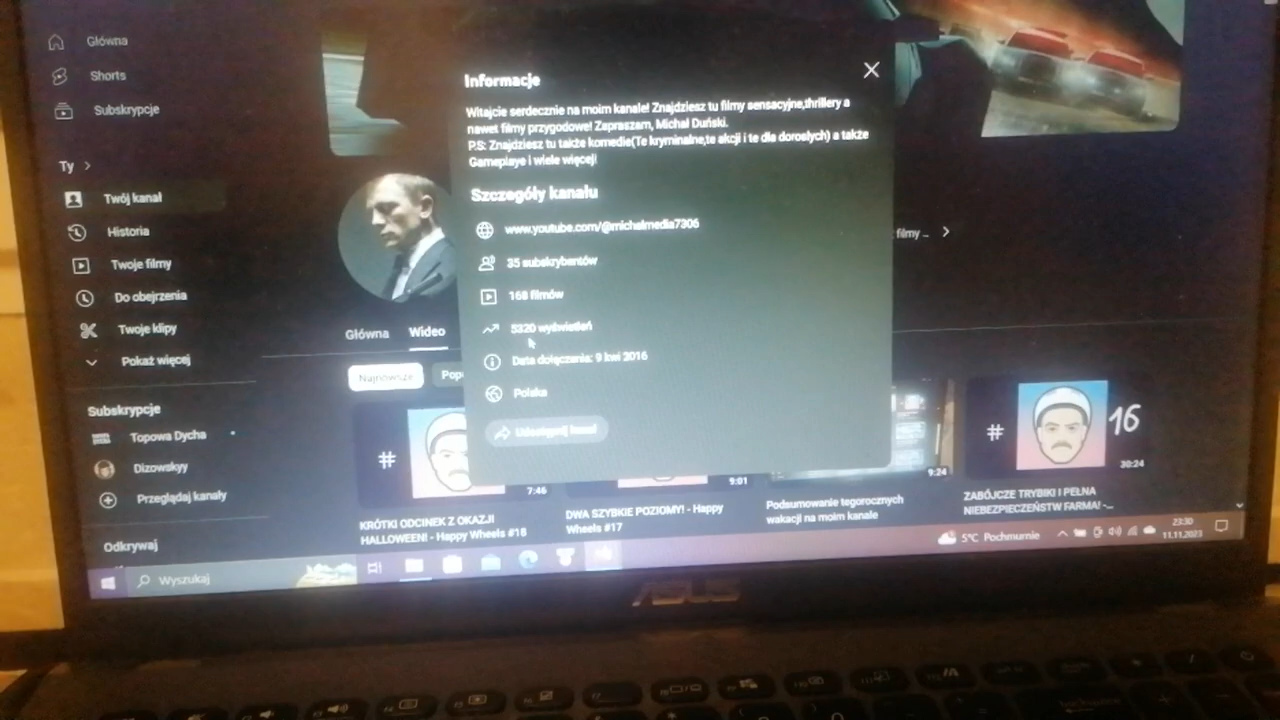 Główna
Shorts
Subskrypcje
Ty
Twój kanał
Historia
Twoje filmy
Do obejrzenia
Twoje klipy
Pokaż więcej
Subskrypcje
Topowa Dycha
Dizowskyy
Przeglądaj kanały
Odkrywaj
Informacje
Witajcie serdecznie na moim kanale! Znajdziesz tu filmy sensacyjne,thrillery a
nawet filmy przygodowe! Zapraszam, Michał Duński.
P.S: Znajdziesz tu także komedie(Te kryminalne,te akcji i te dla dorosłych) a także
Gameplaye i wiele więcej!
Szczegóły kanału
www.youtube.com/@michalmedia7306
35 subskrybentów
168 filmów
5320 wyświetleń
Data dołączenia: 9 kwi 2016
Polska
Udostępnij kanał
filmy ...
Główna Wideo
Najnowsze Popu
#
7:46
KRÓTKI ODCINEK Z OKAZJI
HALLOWEEN! - Happy Wheels #18
9:01
DWA SZYBKIE POZIOMY! - Happy
Wheels #17
9:24
Podsumowanie tegorocznych
wakacji na moim kanale
# 16
30:24
ZABÓJCZE TRYBIKI I PEŁNA
NIEBEZPIECZEŃSTW FARMA! -...
Wyszukaj
5°C Pochmurnie
23:30
11.11.2023
ASUS